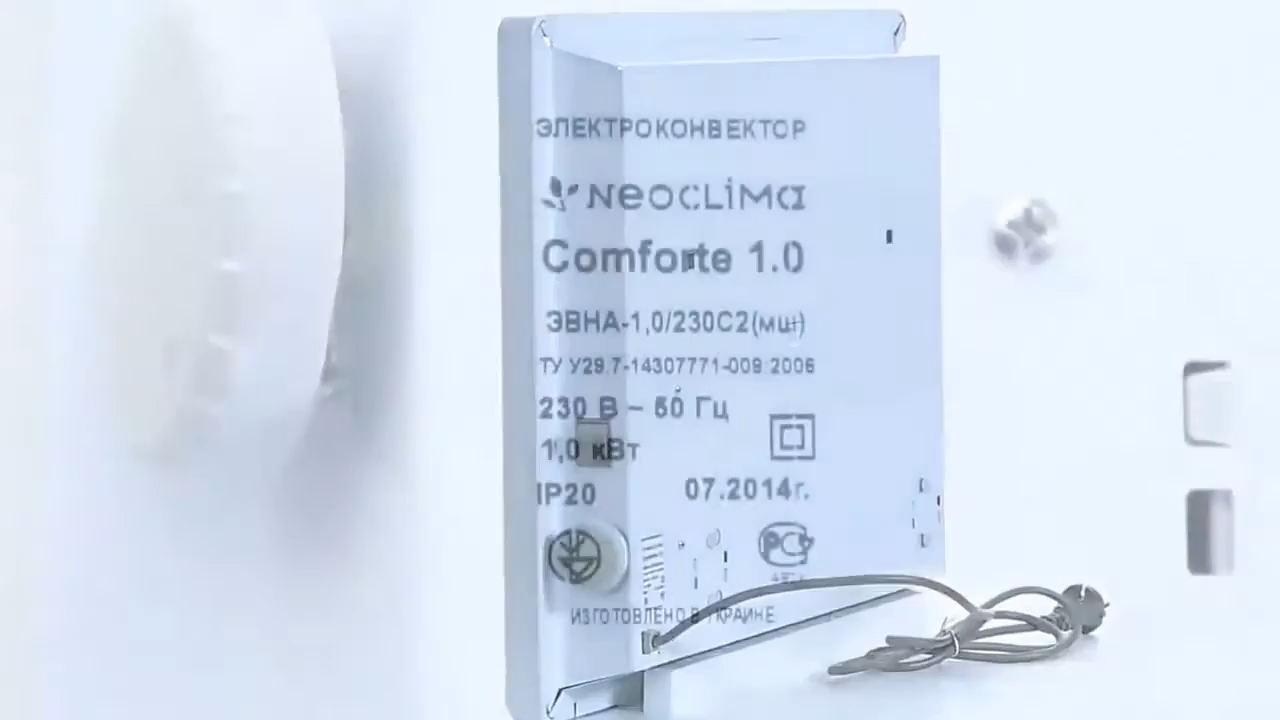 ЭЛЕКТРОКОНВЕКТОР
NEOCLIMA
Comforte 1.0
ЭВНА-1,0/230С2(мш)
ТУ У29.7-14307771-009:2006
230 В ~ 50 Гц
1,0 кВт
IP20 07.2014г.
РСТ
ИЗГОТОВЛЕНО В УКРАИНЕ